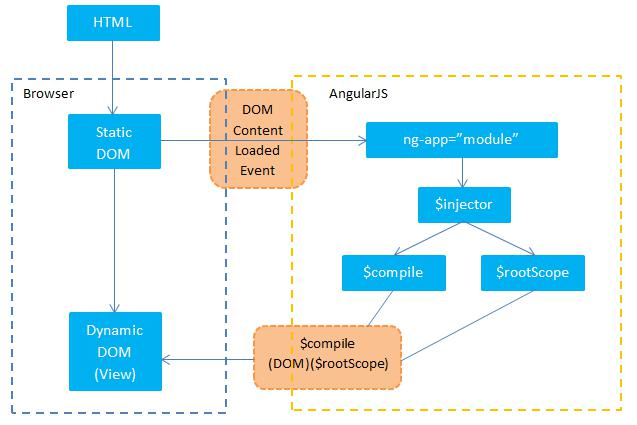 HTML
Browser
AngularJS
DOM
Content
Loaded
Event
Static
DOM
ng-app=”module”
$injector
$compile
$rootScope
Dynamic
DOM
(View)
$compile
(DOM)($rootScope)